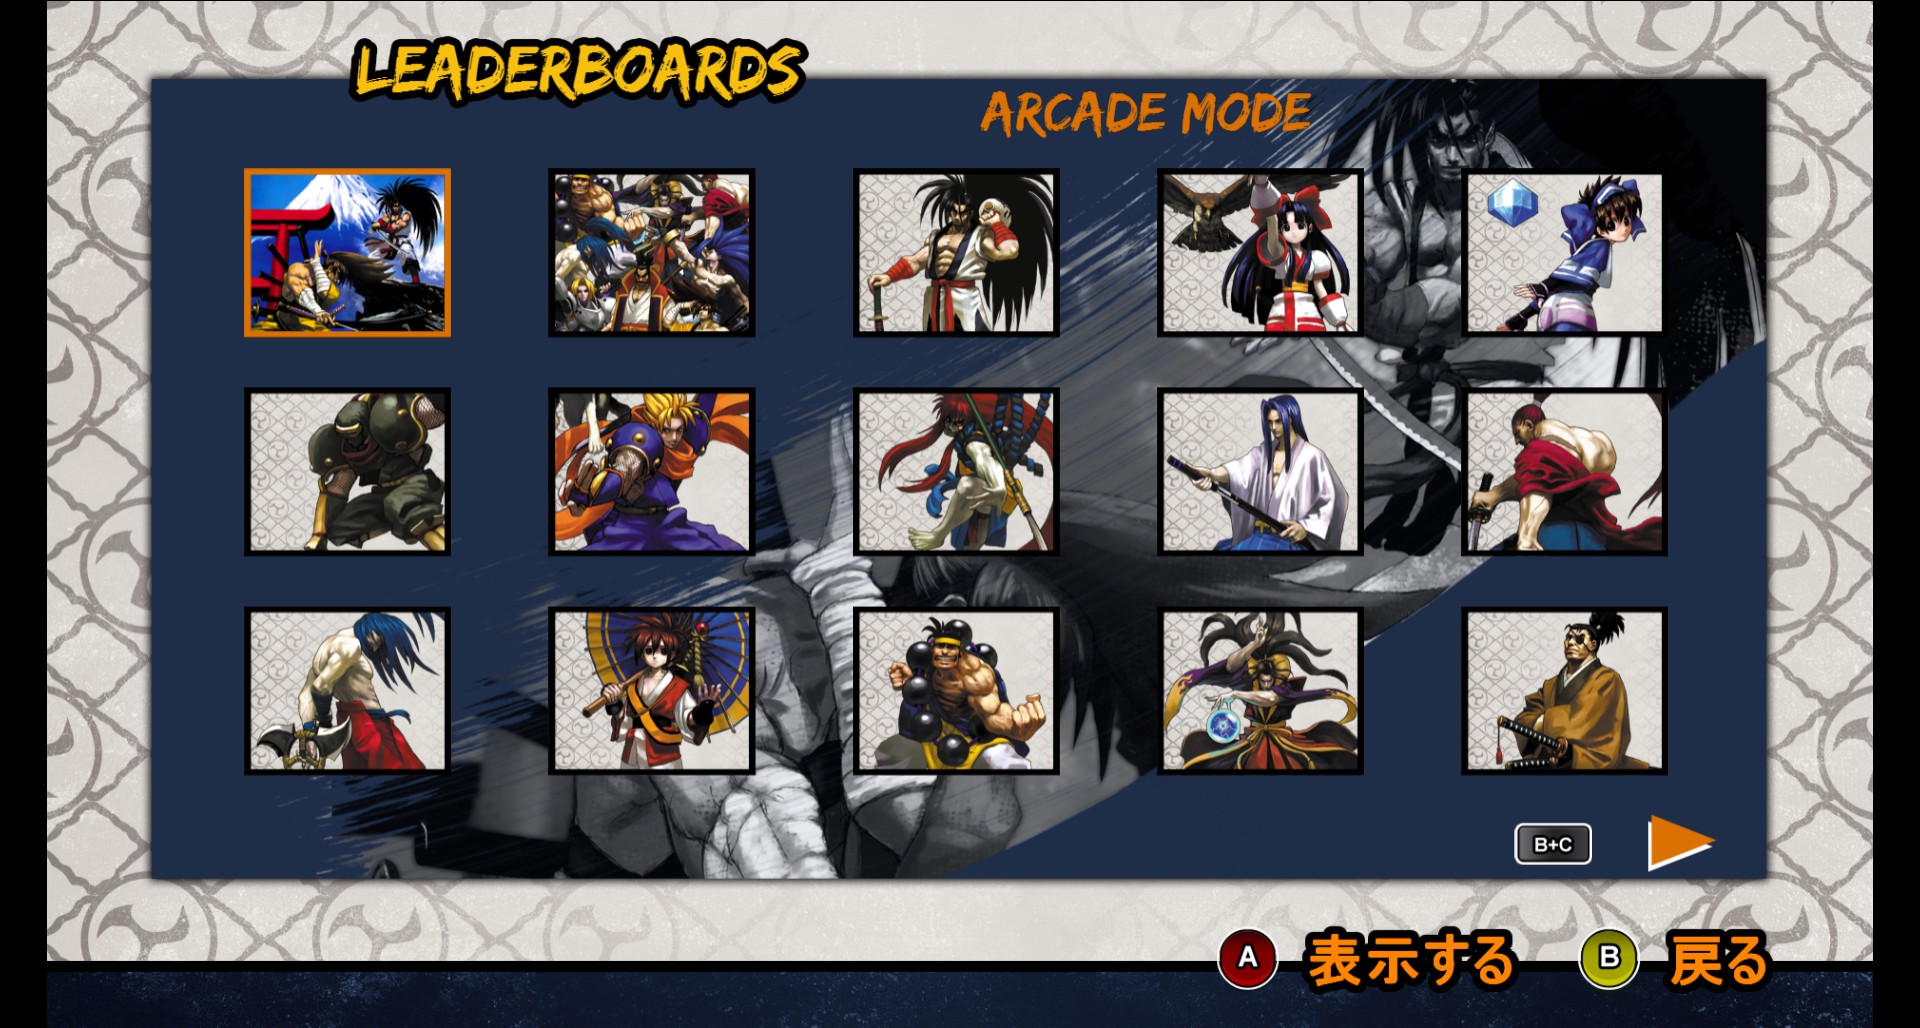 LEADERBOARDS
ARCADE MODE
B+C
A 表示する B 戻る